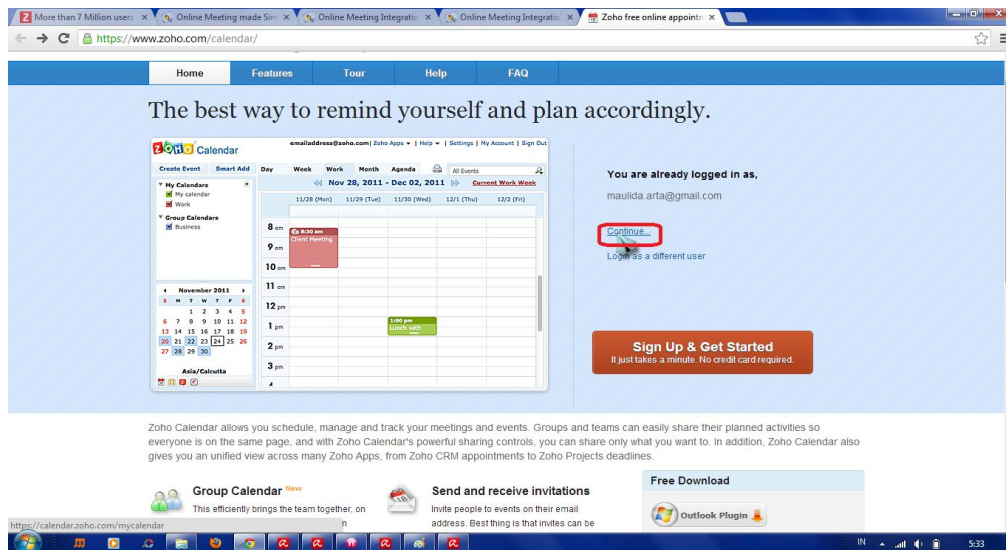 More than 7 Million users
Online Meeting made Sim
Online Meeting Integratic
Online Meeting Integratic
Zoho free online appointm
https://www.zoho.com/calendar/
Home
Features
Tour
Help
FAQ
The best way to remind yourself and plan accordingly.
ZOHO Calendar
emailaddress@zoho.com| Zoho Apps | Help | Settings | My Account | Sign Out
Create Event Smart Add
Day Week Work Month Agenda
All Events
Nov 28, 2011 - Dec 02, 2011
Current Work Week
My Calendars
My calendar
Work
Group Calendars
Business
11/28 (Mon) 11/29 (Tue) 11/30 (Wed) 12/1 (Thu) 12/2 (Fri)
8 am
8:30 am
Client Meeting
9 am
10 am
11 am
12 pm
1 pm
1:00 pm
Lunch with
2 pm
3 pm
4
November 2011
S M T W T F S
1 2 3 4 5
6 7 8 9 10 11 12
13 14 15 16 17 18 19
20 21 22 23 24 25 26
27 28 29 30
Asia/Calcutta
You are already logged in as,
maulida.arta@gmail.com
Continue...
Login as a different user
Sign Up & Get Started
It just takes a minute. No credit card required.
Zoho Calendar allows you schedule, manage and track your meetings and events. Groups and teams can easily share their planned activities so
everyone is on the same page, and with Zoho Calendar's powerful sharing controls, you can share only what you want to. In addition, Zoho Calendar also
gives you an unified view across many Zoho Apps, from Zoho CRM appointments to Zoho Projects deadlines.
Group Calendar New
This efficiently brings the team together, on
Send and receive invitations
Invite people to events on their email
address. Best thing is that invites can be
Free Download
Outlook Plugin
https://calendar.zoho.com/mycalendar
IN
5:33